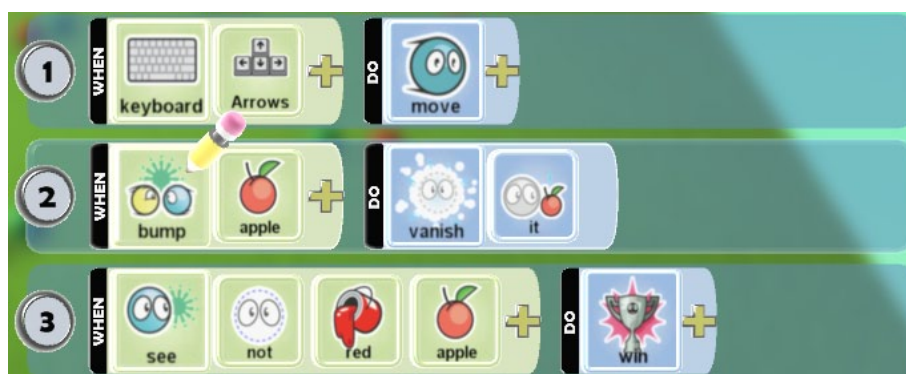 1 WHEN keyboard Arrows DO move
2 WHEN bump apple DO vanish it
3 WHEN see not red apple DO win